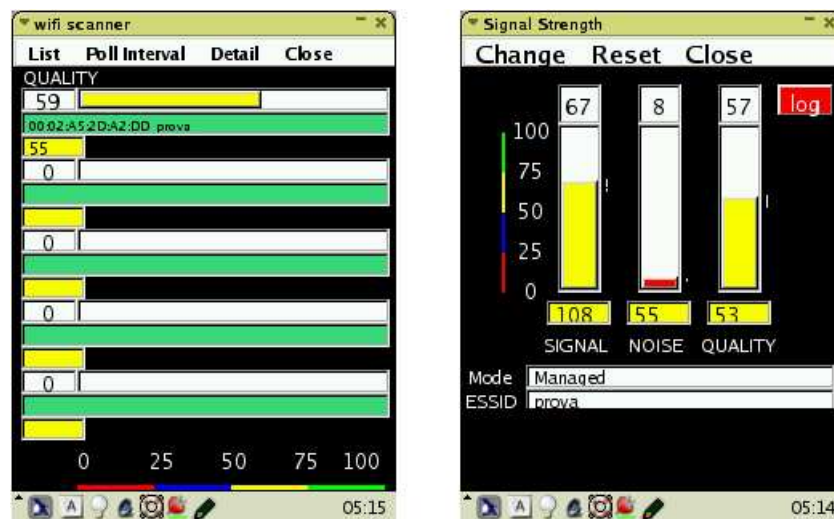 wifi scanner
List Poll Interval Detail Close
QUALITY
59
00:02:A5:2D:A2:DD prova
55
0
0
0
0
0 25 50 75 100
05:15
Signal Strength
Change Reset Close
67 8 57 log
100
75
50
25
0
108 55 53
SIGNAL NOISE QUALITY
Mode Managed
ESSID prova
A
05:14